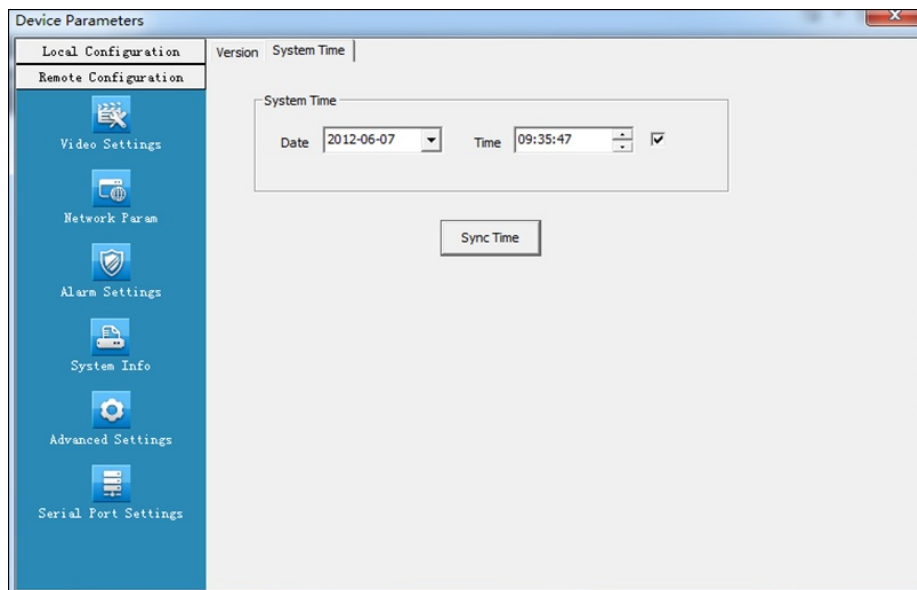 Device Parameters
Local Configuration
Remote Configuration
Video Settings
Network Param
Alarm Settings
System Info
Advanced Settings
Serial Port Settings
Version System Time
System Time
Date 2012-06-07 Time 09:35:47
Sync Time